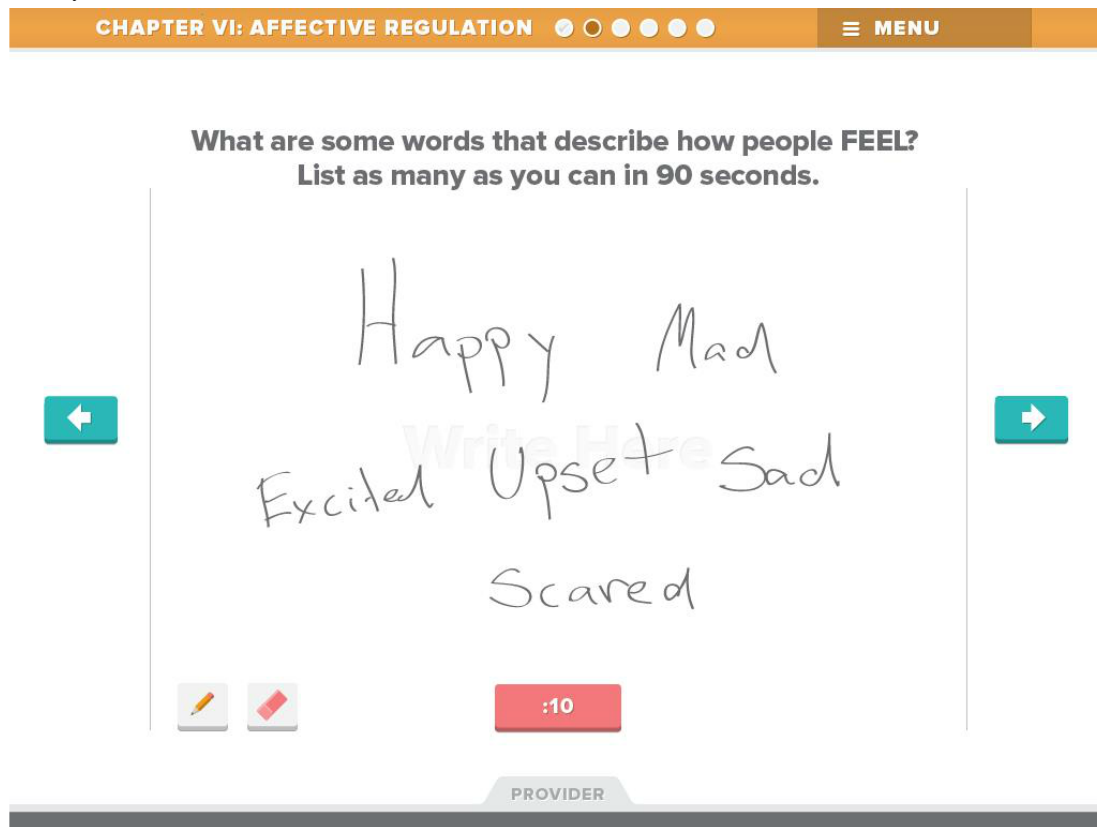 CHAPTER VI: AFFECTIVE REGULATION ≡ MENU
What are some words that describe how people FEEL?
List as many as you can in 90 seconds.
Happy Mad
Write Here
Excited Upset Sad
Scared
:10
PROVIDER